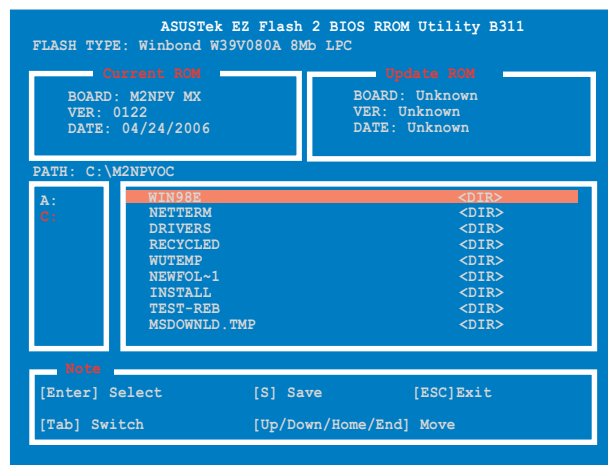 ASUSTek EZ Flash 2 BIOS RROM Utility B311
FLASH TYPE: Winbond W39V080A 8Mb LPC
Current ROM
BOARD: M2NPV MX
VER: 0122
DATE: 04/24/2006
Update ROM
BOARD: Unknown
VER: Unknown
DATE: Unknown
PATH: C:\M2NPVOC
A:
C:
WIN98E <DIR>
NETTERM <DIR>
DRIVERS <DIR>
RECYCLED <DIR>
WUTEMP <DIR>
NEWFOL~1 <DIR>
INSTALL <DIR>
TEST-REB <DIR>
MSDOWNLD.TMP <DIR>
Note
[Enter] Select [S] Save [ESC]Exit
[Tab] Switch [Up/Down/Home/End] Move